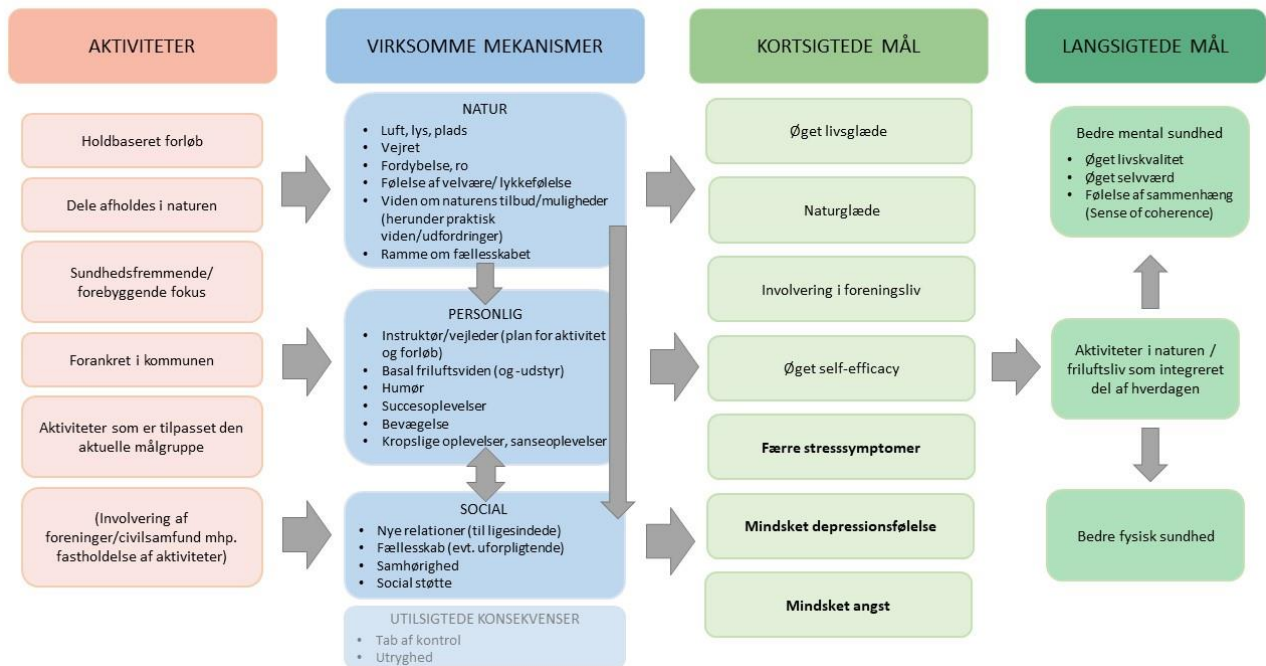 AKTIVITETER
Holdbaseret forløb
Dele afholdes i naturen
Sundhedsfremmende/
forebyggende fokus
Forankret i kommunen
Aktiviteter som er tilpasset den
aktuelle målgruppe
(Involvering af
foreninger/civilsamfund mhp.
fastholdelse af aktiviteter)
VIRKSOMME MEKANISMER
NATUR
• Luft, lys, plads
• Vejret
• Fordybelse, ro
• Følelse af velvære/ lykkefølelse
• Viden om naturens tilbud/muligheder
(herunder praktisk
viden/udfordringer)
• Ramme om fællesskabet
PERSONLIG
• Instruktør/vejleder (plan for aktivitet
og forløb)
• Basal friluftsviden (og -udstyr)
• Humør
• Succesoplevelser
• Bevægelse
• Kropslige oplevelser, sanseoplevelser
SOCIAL
• Nye relationer (til ligesindede)
• Fællesskab (evt. uforpligtende)
• Samhørighed
• Social støtte
UTILSIGTEDE KONSEKVENSER
• Tab af kontrol
• Utryghed
KORTSIGTEDE MÅL
Øget livsglæde
Naturglæde
Involvering i foreningsliv
Øget self-efficacy
Færre stresssymptomer
Mindsket depressionsfølelse
Mindsket angst
LANGSIGTEDE MÅL
Bedre mental sundhed
• Øget livskvalitet
• Øget selvværd
• Følelse af sammenhæng
(Sense of coherence)
Aktiviteter i naturen /
friluftsliv som integreret
del af hverdagen
Bedre fysisk sundhed